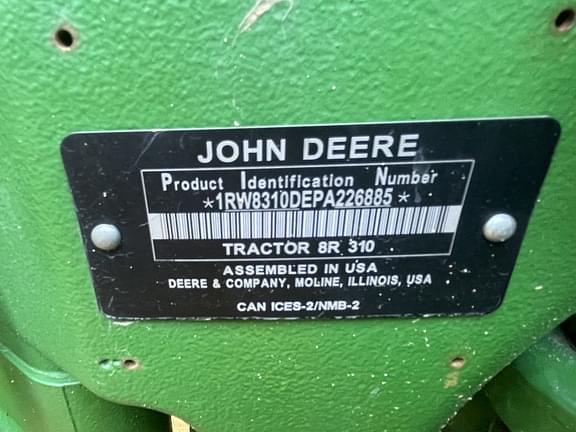 JOHN DEERE
Product Identification Number
*1RW8310DEPA226885*
TRACTOR 8R 310
ASSEMBLED IN USA
DEERE & COMPANY, MOLINE, ILLINOIS, USA
CAN ICES-2/NMB-2